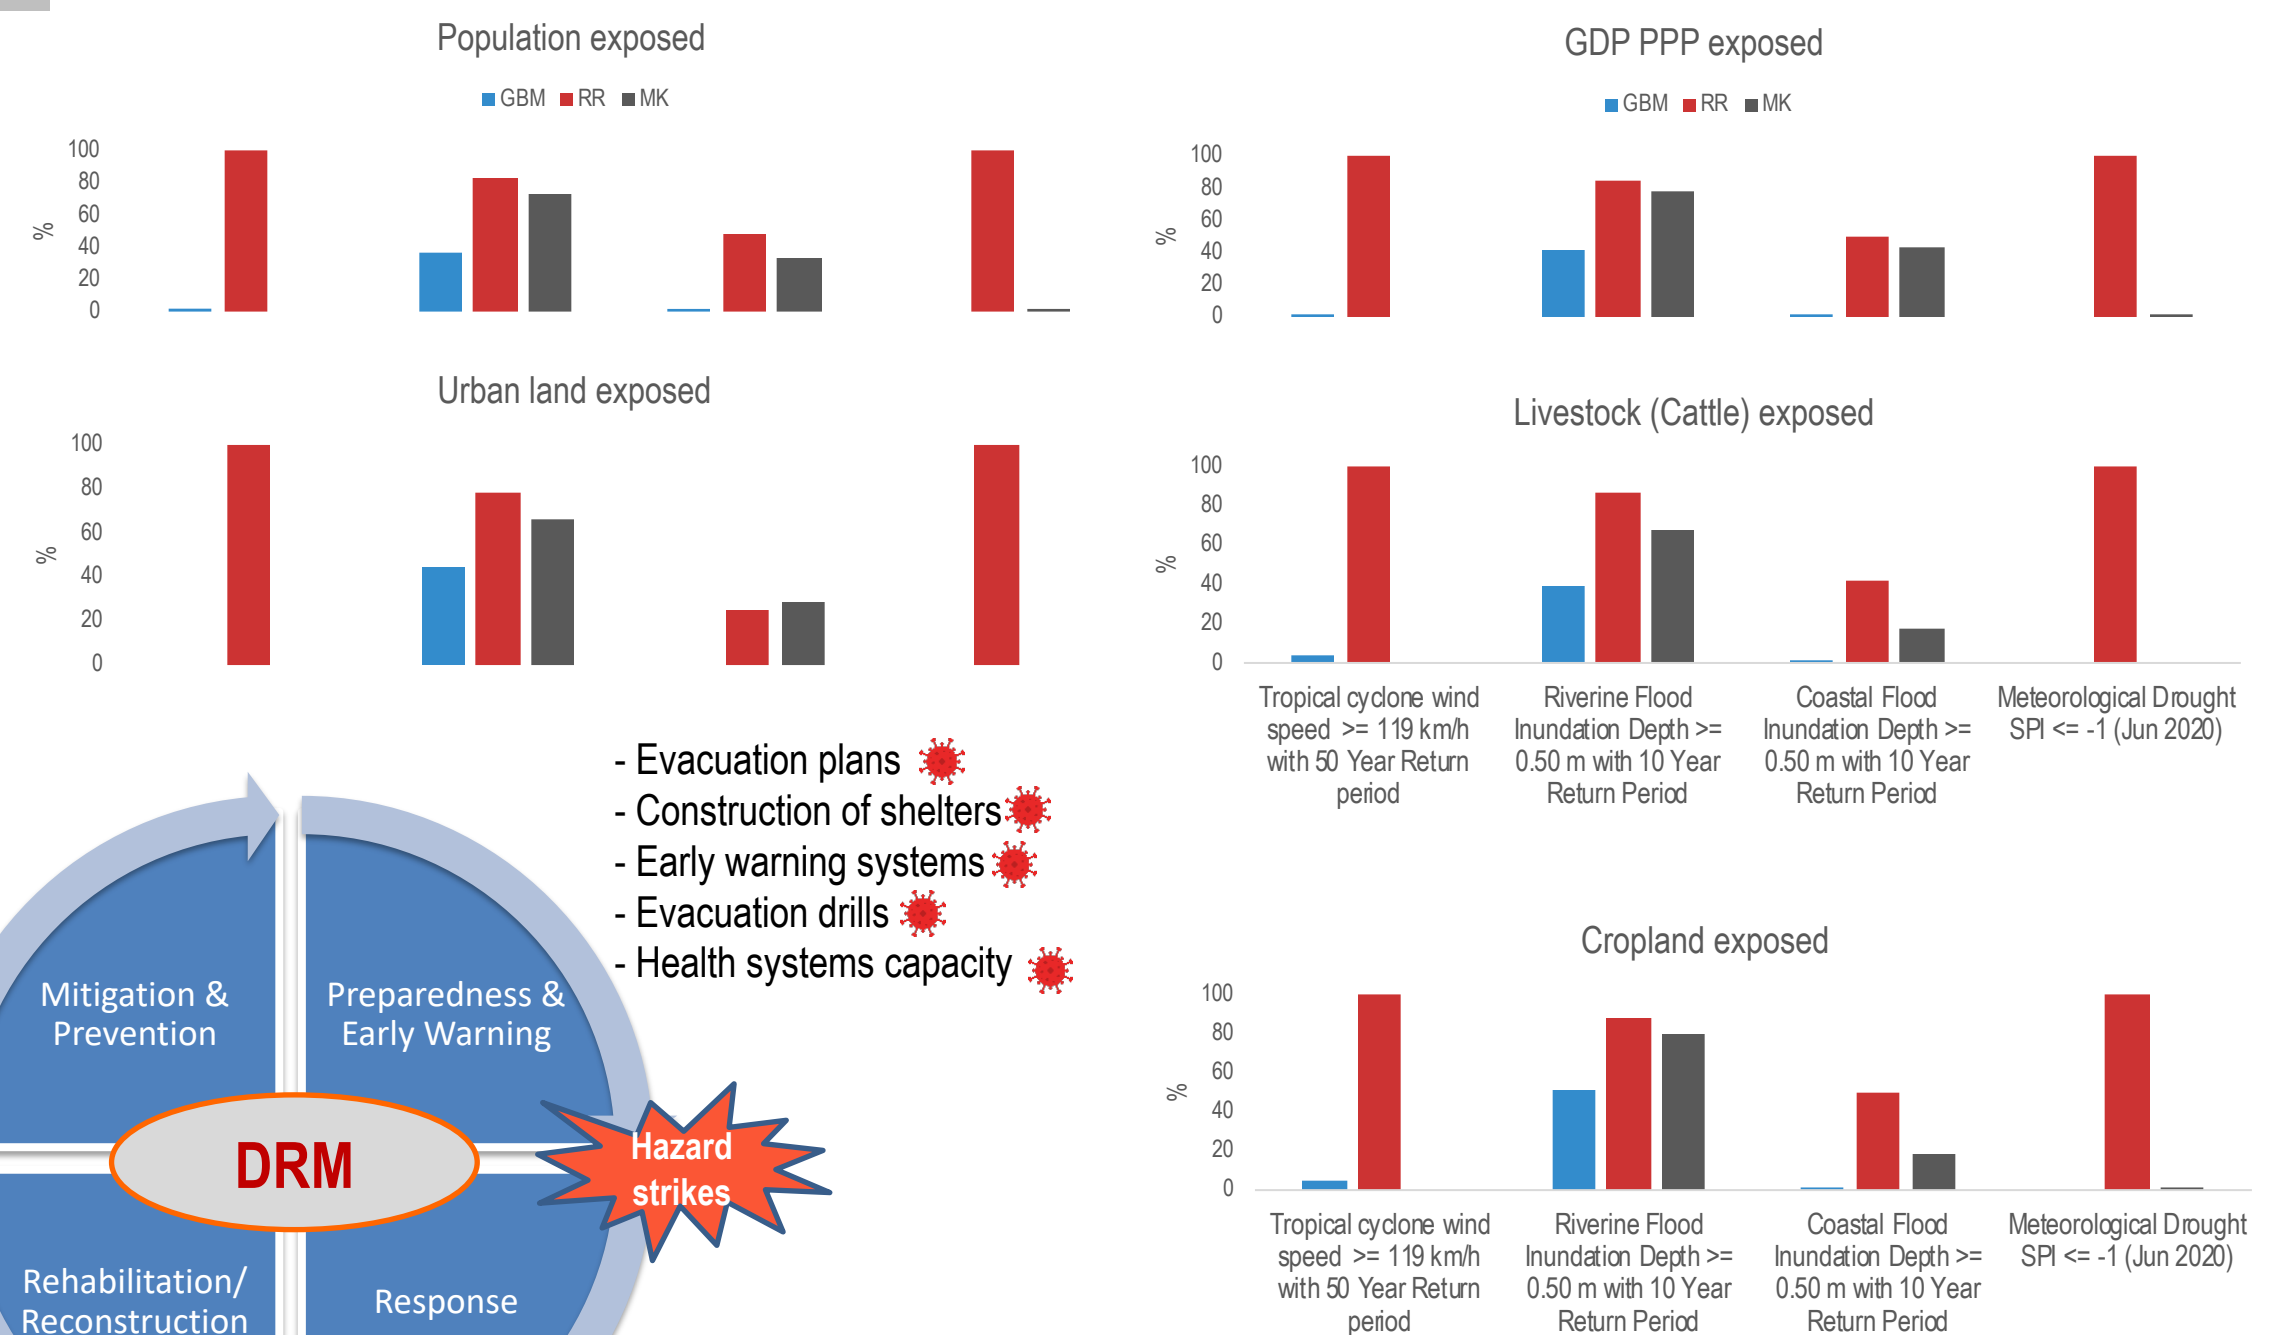 Population exposed
GBM RR MK
100
80
60
40
20
0
%
Urban land exposed
100
80
60
40
20
0
%
- Evacuation plans
- Construction of shelters
- Early warning systems
- Evacuation drills
- Health systems capacity
Mitigation &
Prevention
Preparedness &
Early Warning
DRM
Hazard
strikes
Rehabilitation/
Reconstruction
Response
GDP PPP exposed
GBM RR MK
100
80
60
40
20
0
%
Livestock (Cattle) exposed
100
80
60
40
20
0
%
Tropical cyclone wind
speed >= 119 km/h
with 50 Year Return
period
Riverine Flood
Inundation Depth >=
0.50 m with 10 Year
Return Period
Coastal Flood
Inundation Depth >=
0.50 m with 10 Year
Return Period
Meteorological Drought
SPI <= -1 (Jun 2020)
Cropland exposed
100
80
60
40
20
0
%
Tropical cyclone wind
speed >= 119 km/h
with 50 Year Return
period
Riverine Flood
Inundation Depth >=
0.50 m with 10 Year
Return Period
Coastal Flood
Inundation Depth >=
0.50 m with 10 Year
Return Period
Meteorological Drought
SPI <= -1 (Jun 2020)